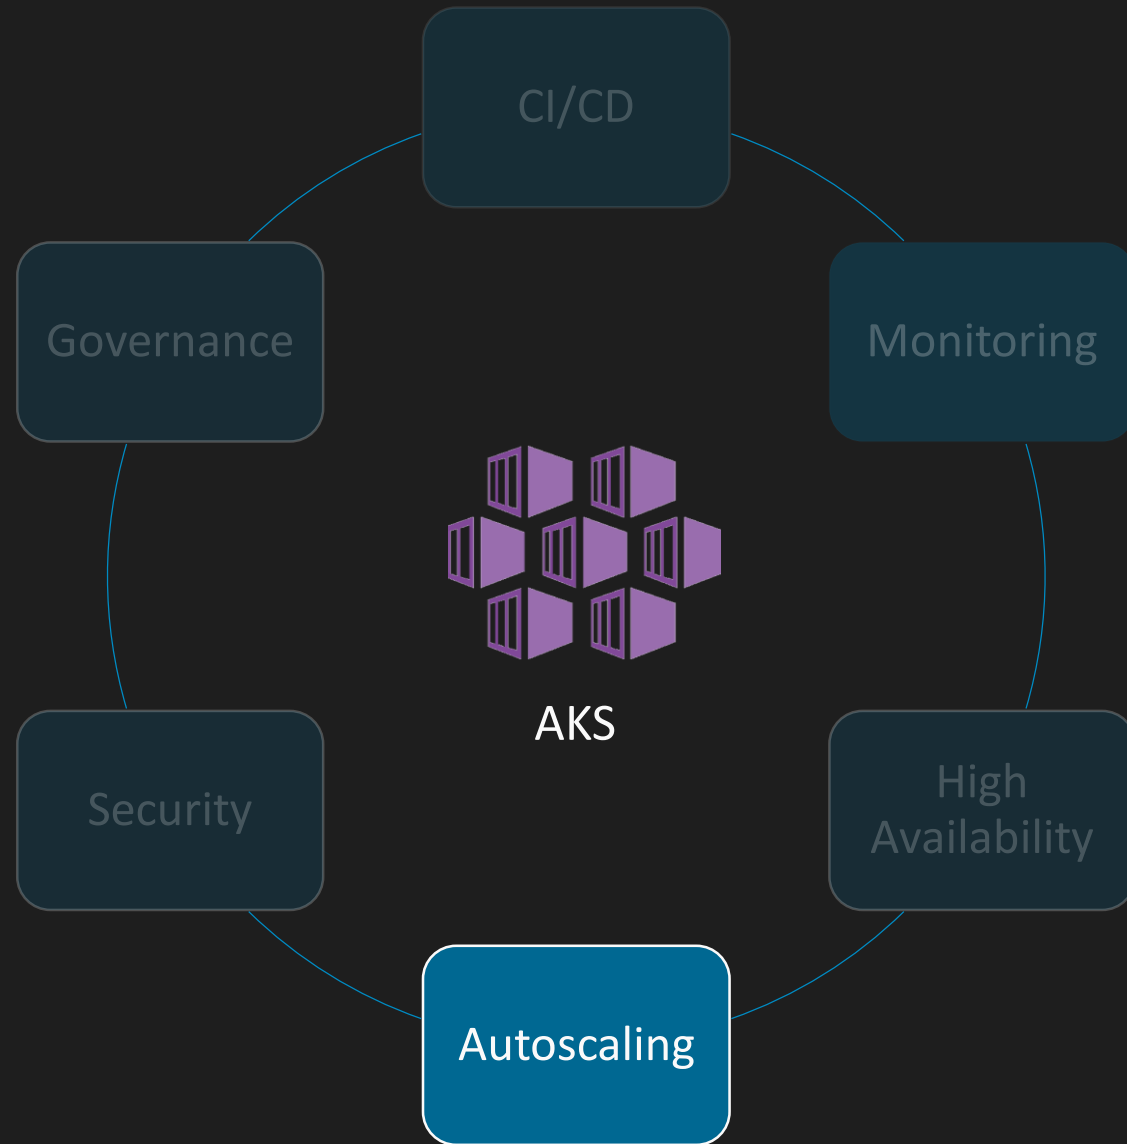 CI/CD
Governance
Monitoring
AKS
Security
High
Availability
Autoscaling